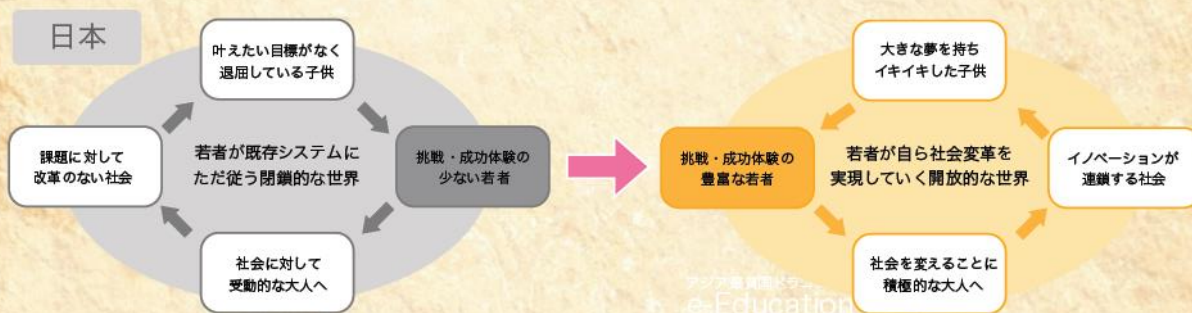 日本
叶えたい目標がなく
退屈している子供
課題に対して
改革のない社会
若者が既存システムに
ただ従う閉鎖的な世界
挑戦・成功体験の
少ない若者
社会に対して
受動的な大人へ
大きな夢を持ち
イキイキした子供
挑戦・成功体験の
豊富な若者
若者が自ら社会変革を
実現していく開放的な世界
イノベーションが
連鎖する社会
社会を変えることに
積極的な大人へ
e-Education